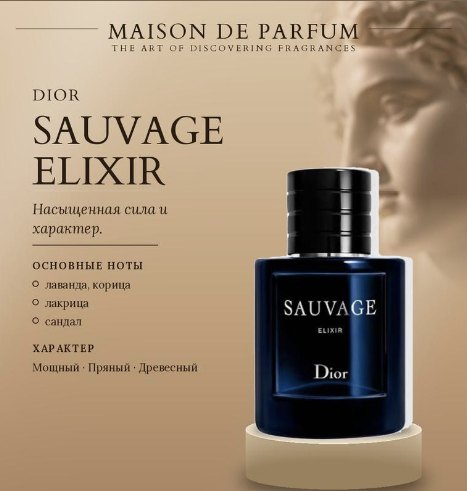 MAISON DE PARFUM
THE ART OF DISCOVERING FRAGRANCES
DIOR
SAUVAGE
ELIXIR
Насыщенная сила и
характер.
ОСНОВНЫЕ НОТЫ
лаванда, корица
лакрица
сандал
ХАРАКТЕР
Мощный · Пряный · Древесный
SAUVAGE
ELIXIR
Dior